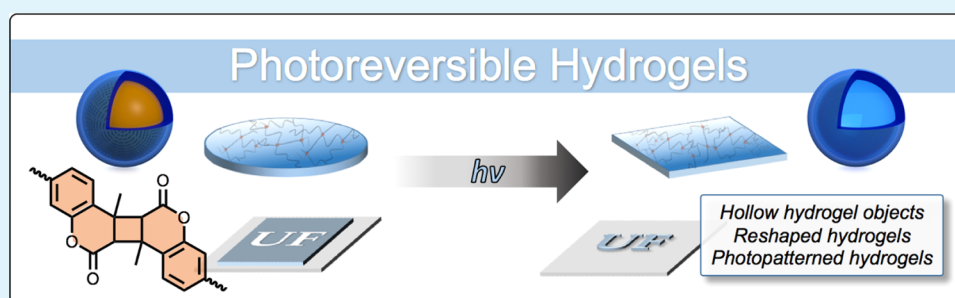 Photoreversible Hydrogels
hν
O
O
O
O
UF
UF
Hollow hydrogel objects
Reshaped hydrogels
Photopatterned hydrogels